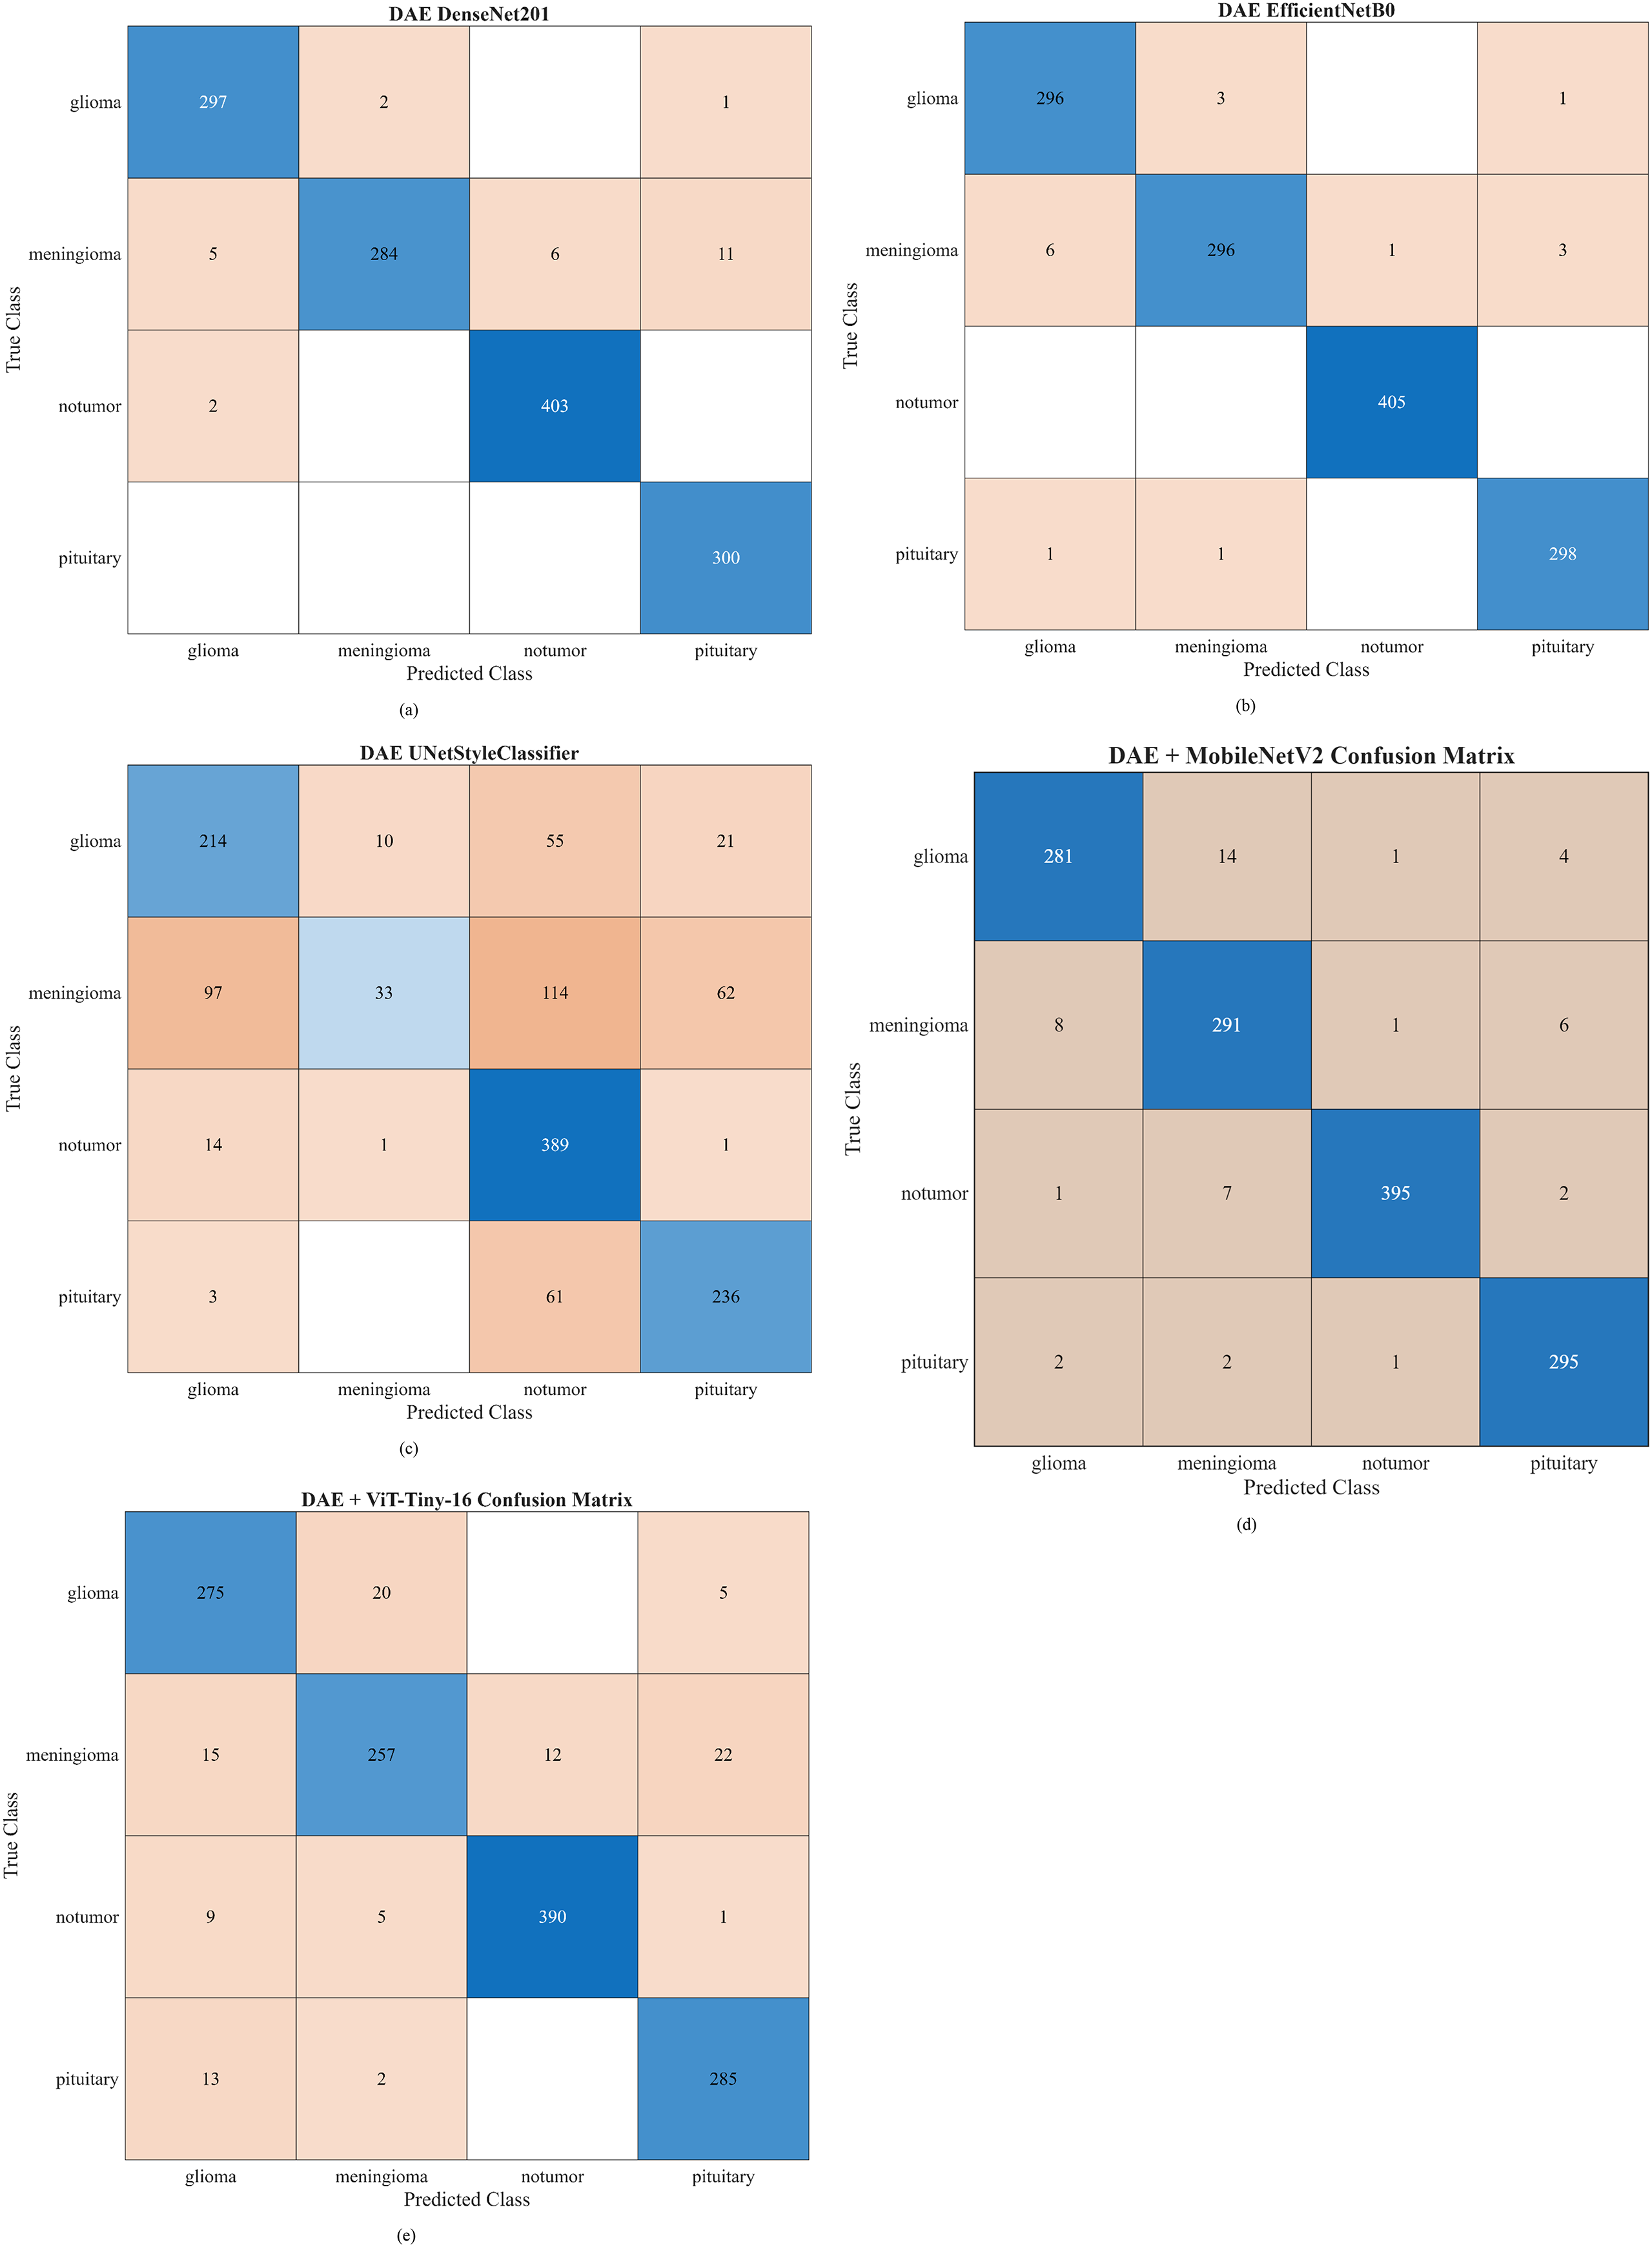 DAE DenseNet201
glioma 297 2 1
meningioma 5 284 6 11
notumor 2 403
pituitary 300
True Class
glioma meningioma notumor pituitary
Predicted Class
(a)
DAE EfficientNetB0
glioma 296 3 1
meningioma 6 296 1 3
notumor 405
pituitary 1 1 298
True Class
glioma meningioma notumor pituitary
Predicted Class
(b)
DAE UNetStyleClassifier
glioma 214 10 55 21
meningioma 97 33 114 62
notumor 14 1 389 1
pituitary 3 61 236
True Class
glioma meningioma notumor pituitary
Predicted Class
(c)
DAE + MobileNetV2 Confusion Matrix
glioma 281 14 1 4
meningioma 8 291 1 6
notumor 1 7 395 2
pituitary 2 2 1 295
True Class
glioma meningioma notumor pituitary
Predicted Class
(d)
DAE + ViT-Tiny-16 Confusion Matrix
glioma 275 20 5
meningioma 15 257 12 22
notumor 9 5 390 1
pituitary 13 2 285
True Class
glioma meningioma notumor pituitary
Predicted Class
(e)